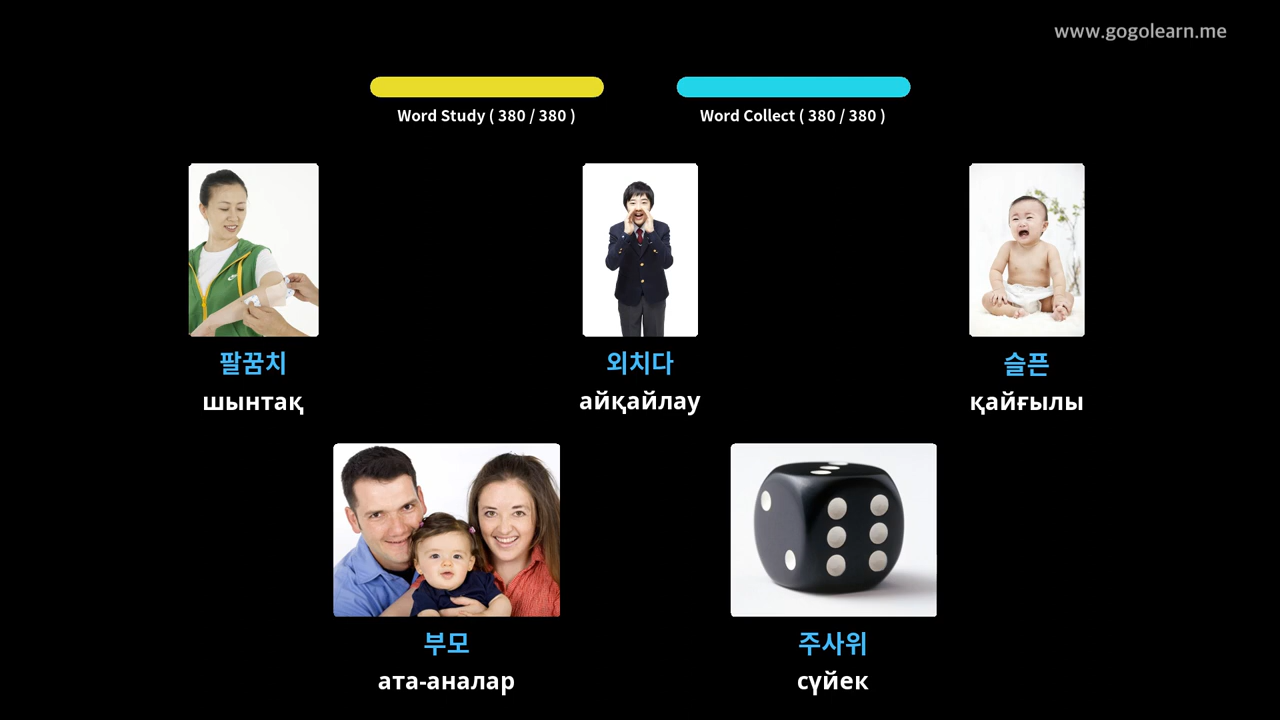 www.gogolearn.me
Word Study ( 380 / 380 )
Word Collect ( 380 / 380 )
팔꿈치
шынтақ
외치다
айқайлау
슬픈
қайғылы
부모
ата-аналар
주사위
сүйек